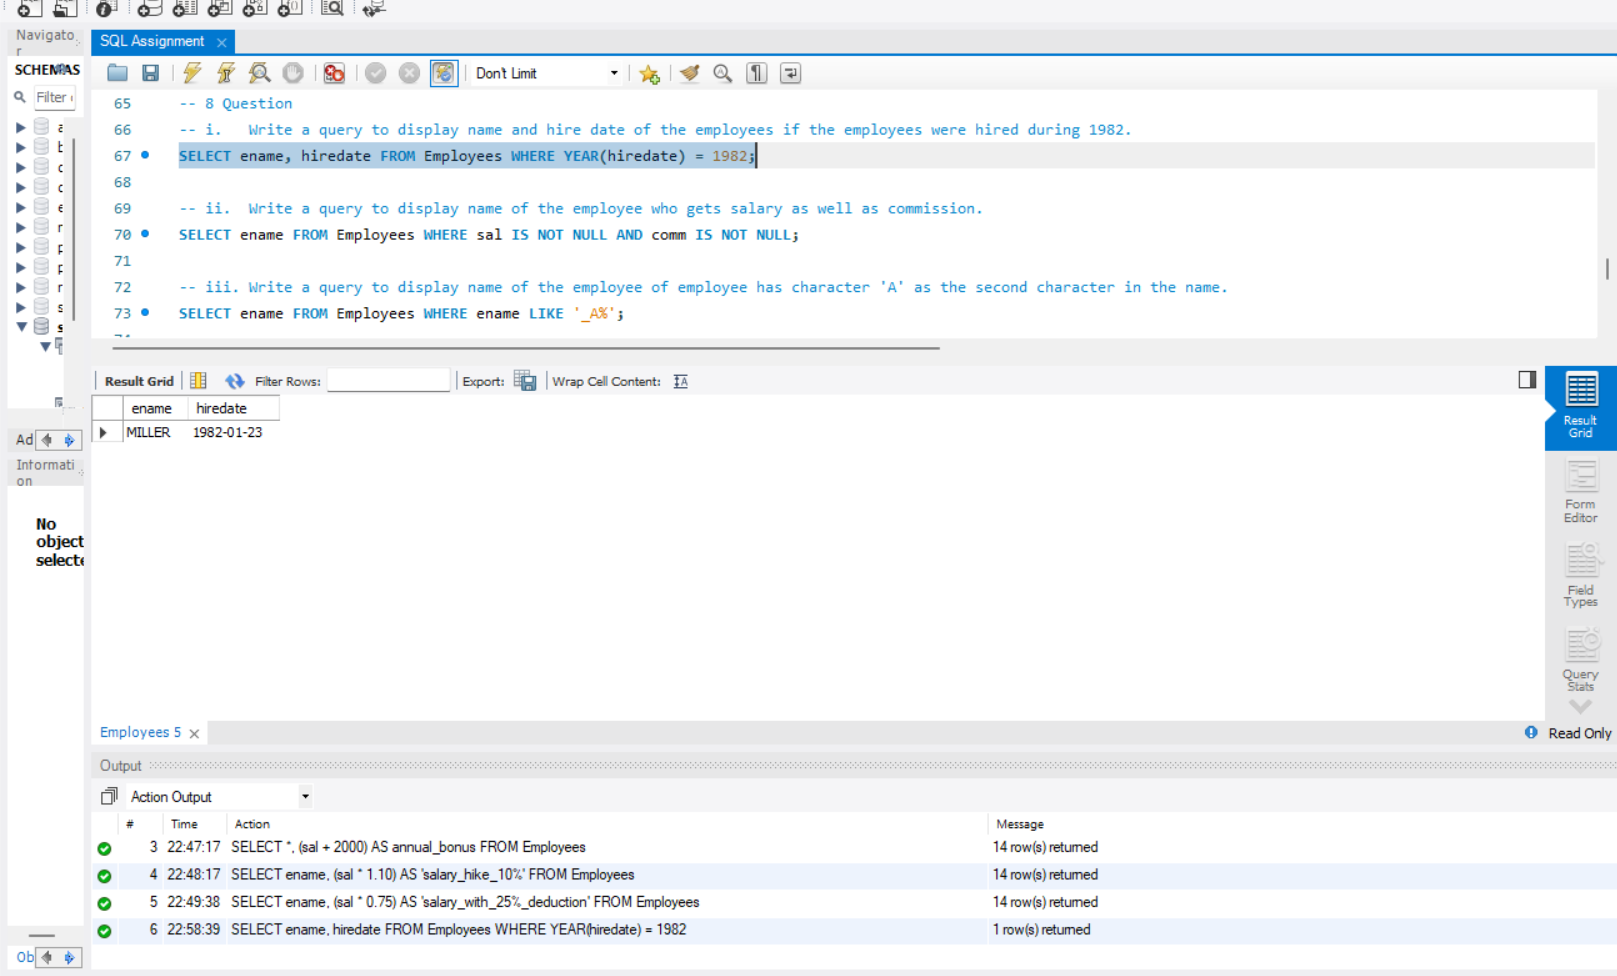 Navigato
r
SQL Assignment
SCHEMAS
Filter
Don't Limit
65 -- 8 Question
66 -- i. Write a query to display name and hire date of the employees if the employees were hired during 1982.
67 SELECT ename, hiredate FROM Employees WHERE YEAR(hiredate) = 1982;
68
69 -- ii. Write a query to display name of the employee who gets salary as well as commission.
70 SELECT ename FROM Employees WHERE sal IS NOT NULL AND comm IS NOT NULL;
71
72 -- iii. Write a query to display name of the employee of employee has character 'A' as the second character in the name.
73 SELECT ename FROM Employees WHERE ename LIKE '_A%';
Result Grid Filter Rows: Export: Wrap Cell Content:
ename hiredate
MILLER 1982-01-23
Ad
Informati
on
No
object
selecte
Result
Grid
Form
Editor
Field
Types
Query
Stats
Employees 5
Read Only
Output
Action Output
# Time Action Message
3 22:47:17 SELECT *, (sal + 2000) AS annual_bonus FROM Employees 14 row(s) returned
4 22:48:17 SELECT ename, (sal * 1.10) AS 'salary_hike_10%' FROM Employees 14 row(s) returned
5 22:49:38 SELECT ename, (sal * 0.75) AS 'salary_with_25%_deduction' FROM Employees 14 row(s) returned
6 22:58:39 SELECT ename, hiredate FROM Employees WHERE YEAR(hiredate) = 1982 1 row(s) returned
Ob